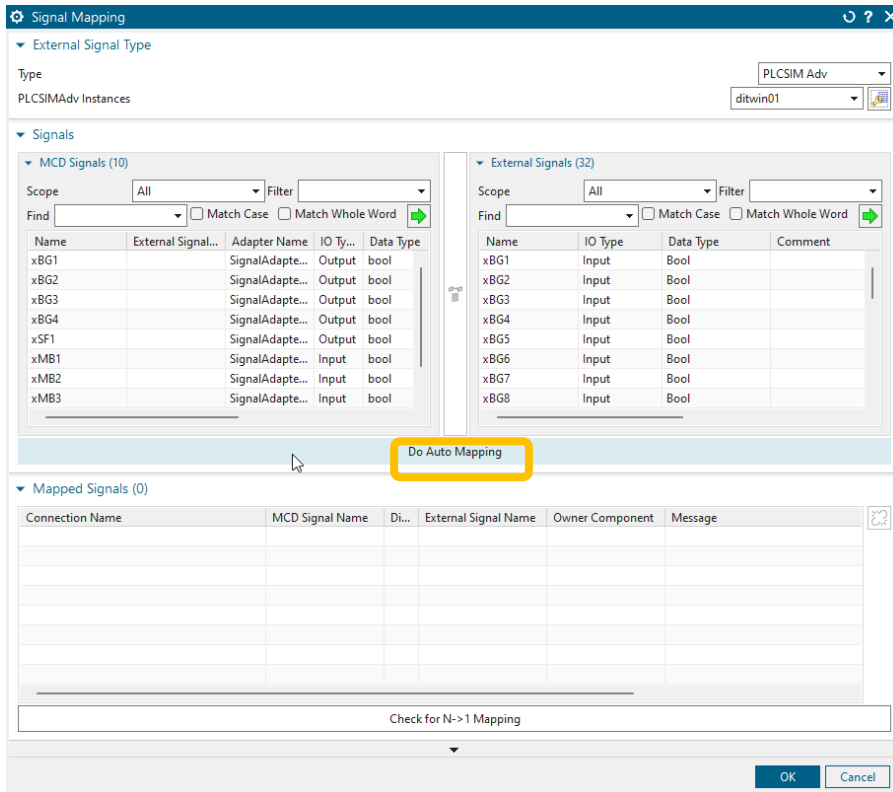 Signal Mapping
External Signal Type
Type PLCSIM Adv
PLCSIMAdv Instances ditwin01
Signals
MCD Signals (10)
Scope All Filter
Find Match Case Match Whole Word
Name External Signal... Adapter Name IO Ty... Data Type
xBG1 SignalAdapte... Output bool
xBG2 SignalAdapte... Output bool
xBG3 SignalAdapte... Output bool
xBG4 SignalAdapte... Output bool
xSF1 SignalAdapte... Output bool
xMB1 SignalAdapte... Input bool
xMB2 SignalAdapte... Input bool
xMB3 SignalAdapte... Input bool
External Signals (32)
Scope All Filter
Find Match Case Match Whole Word
Name IO Type Data Type Comment
xBG1 Input Bool
xBG2 Input Bool
xBG3 Input Bool
xBG4 Input Bool
xBG5 Input Bool
xBG6 Input Bool
xBG7 Input Bool
xBG8 Input Bool
Do Auto Mapping
Mapped Signals (0)
Connection Name MCD Signal Name Di... External Signal Name Owner Component Message
Check for N->1 Mapping
OK Cancel